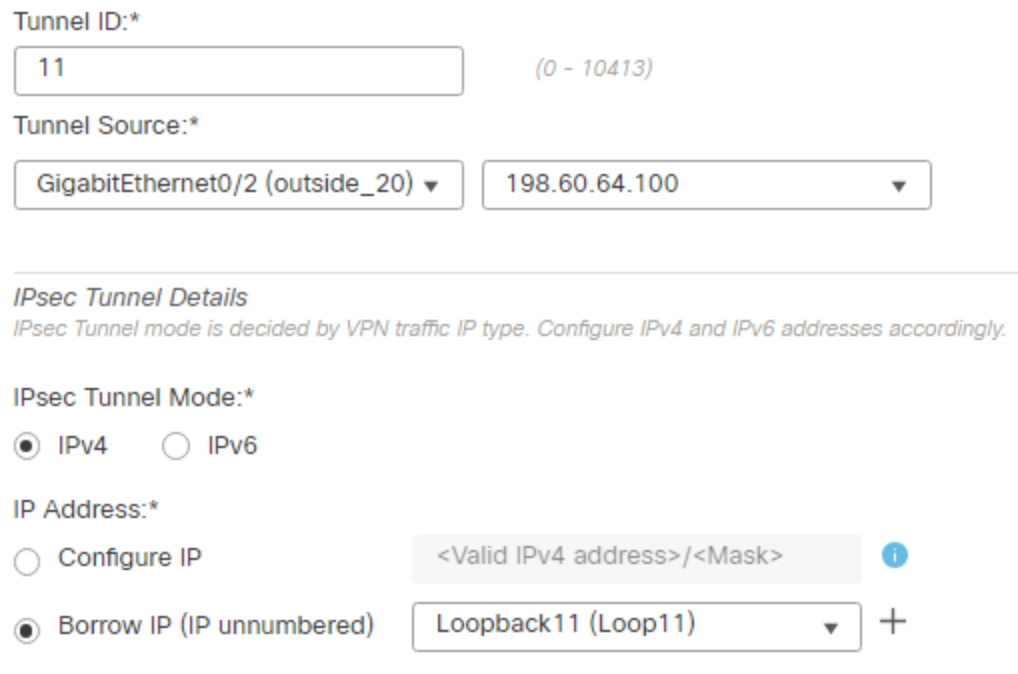 Tunnel ID:*
11 (0 - 10413)
Tunnel Source:*
GigabitEthernet0/2 (outside_20) 198.60.64.100
IPsec Tunnel Details
IPsec Tunnel mode is decided by VPN traffic IP type. Configure IPv4 and IPv6 addresses accordingly.
IPsec Tunnel Mode:*
IPv4 IPv6
IP Address:*
Configure IP <Valid IPv4 address>/<Mask> i
Borrow IP (IP unnumbered) Loopback11 (Loop11) +